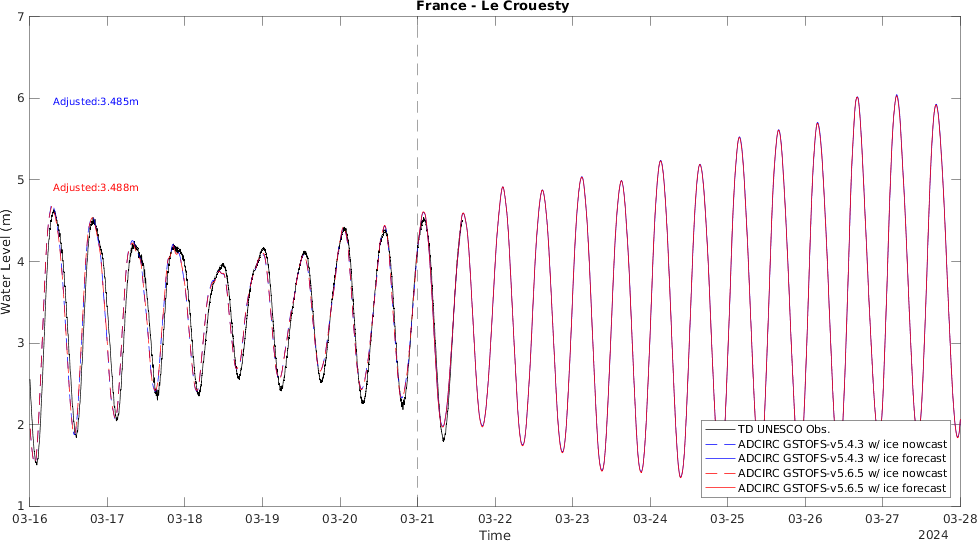 France - Le Crouesty
7
6
5
4
3
2
1
Water Level (m)
Adjusted:3.485m
Adjusted:3.488m
TD UNESCO Obs.
ADCIRC GSTOFS-v5.4.3 w/ ice nowcast
ADCIRC GSTOFS-v5.4.3 w/ ice forecast
ADCIRC GSTOFS-v5.6.5 w/ ice nowcast
ADCIRC GSTOFS-v5.6.5 w/ ice forecast
03-16 03-17 03-18 03-19 03-20 03-21 03-22 03-23 03-24 03-25 03-26 03-27 03-28
Time
2024